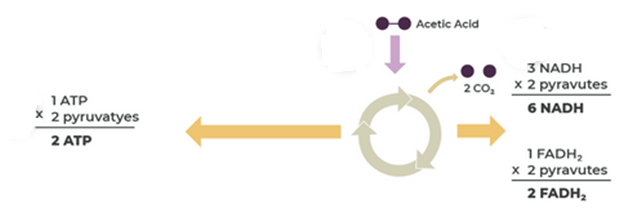 Acetic Acid
2 CO₂
1 ATP
x 2 pyruvatyes
2 ATP
3 NADH
x 2 pyravutes
6 NADH
1 FADH₂
x 2 pyravutes
2 FADH₂